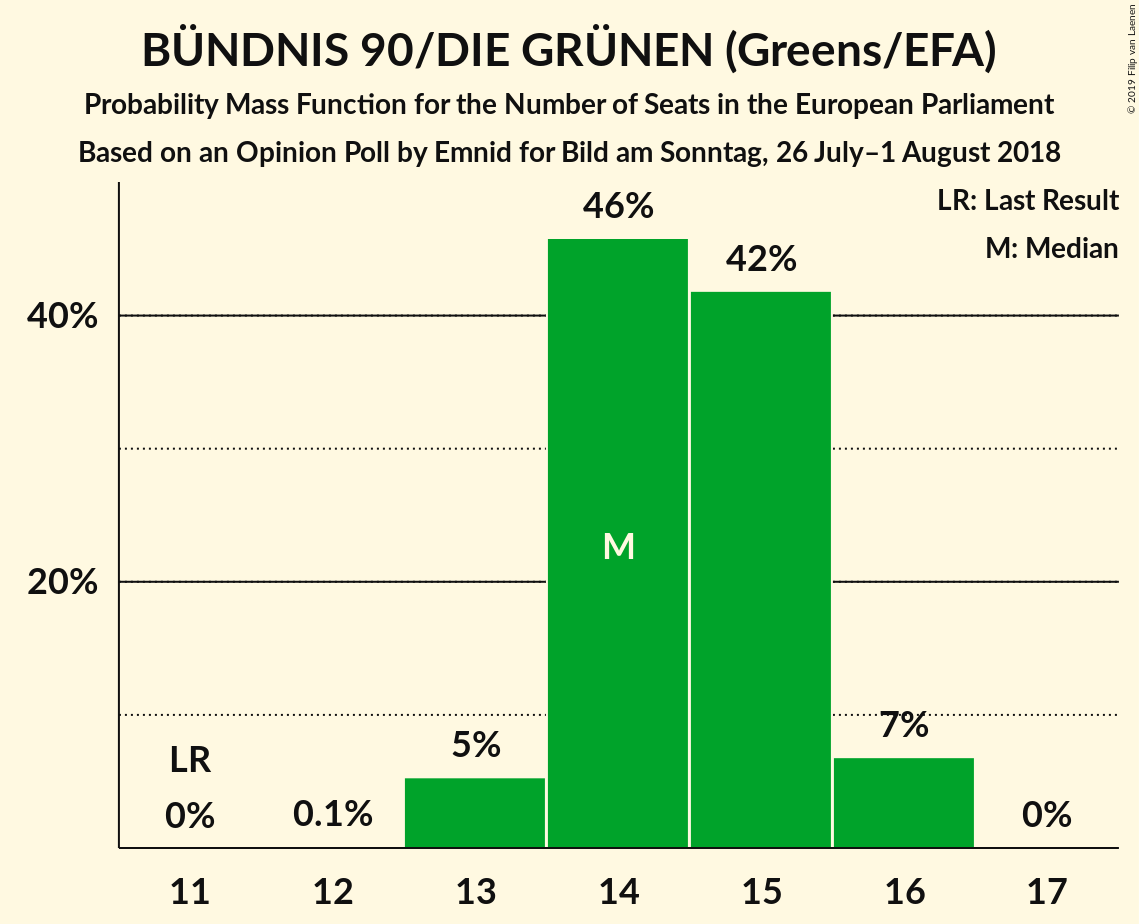 BÜNDNIS 90/DIE GRÜNEN (Greens/EFA)
Probability Mass Function for the Number of Seats in the European Parliament
Based on an Opinion Poll by Emnid for Bild am Sonntag, 26 July–1 August 2018
© 2019 Filip van Laenen
LR: Last Result
M: Median
46%
42%
40%
M
20%
7%
5%
LR
0%
0.1%
0%
11 12 13 14 15 16 17